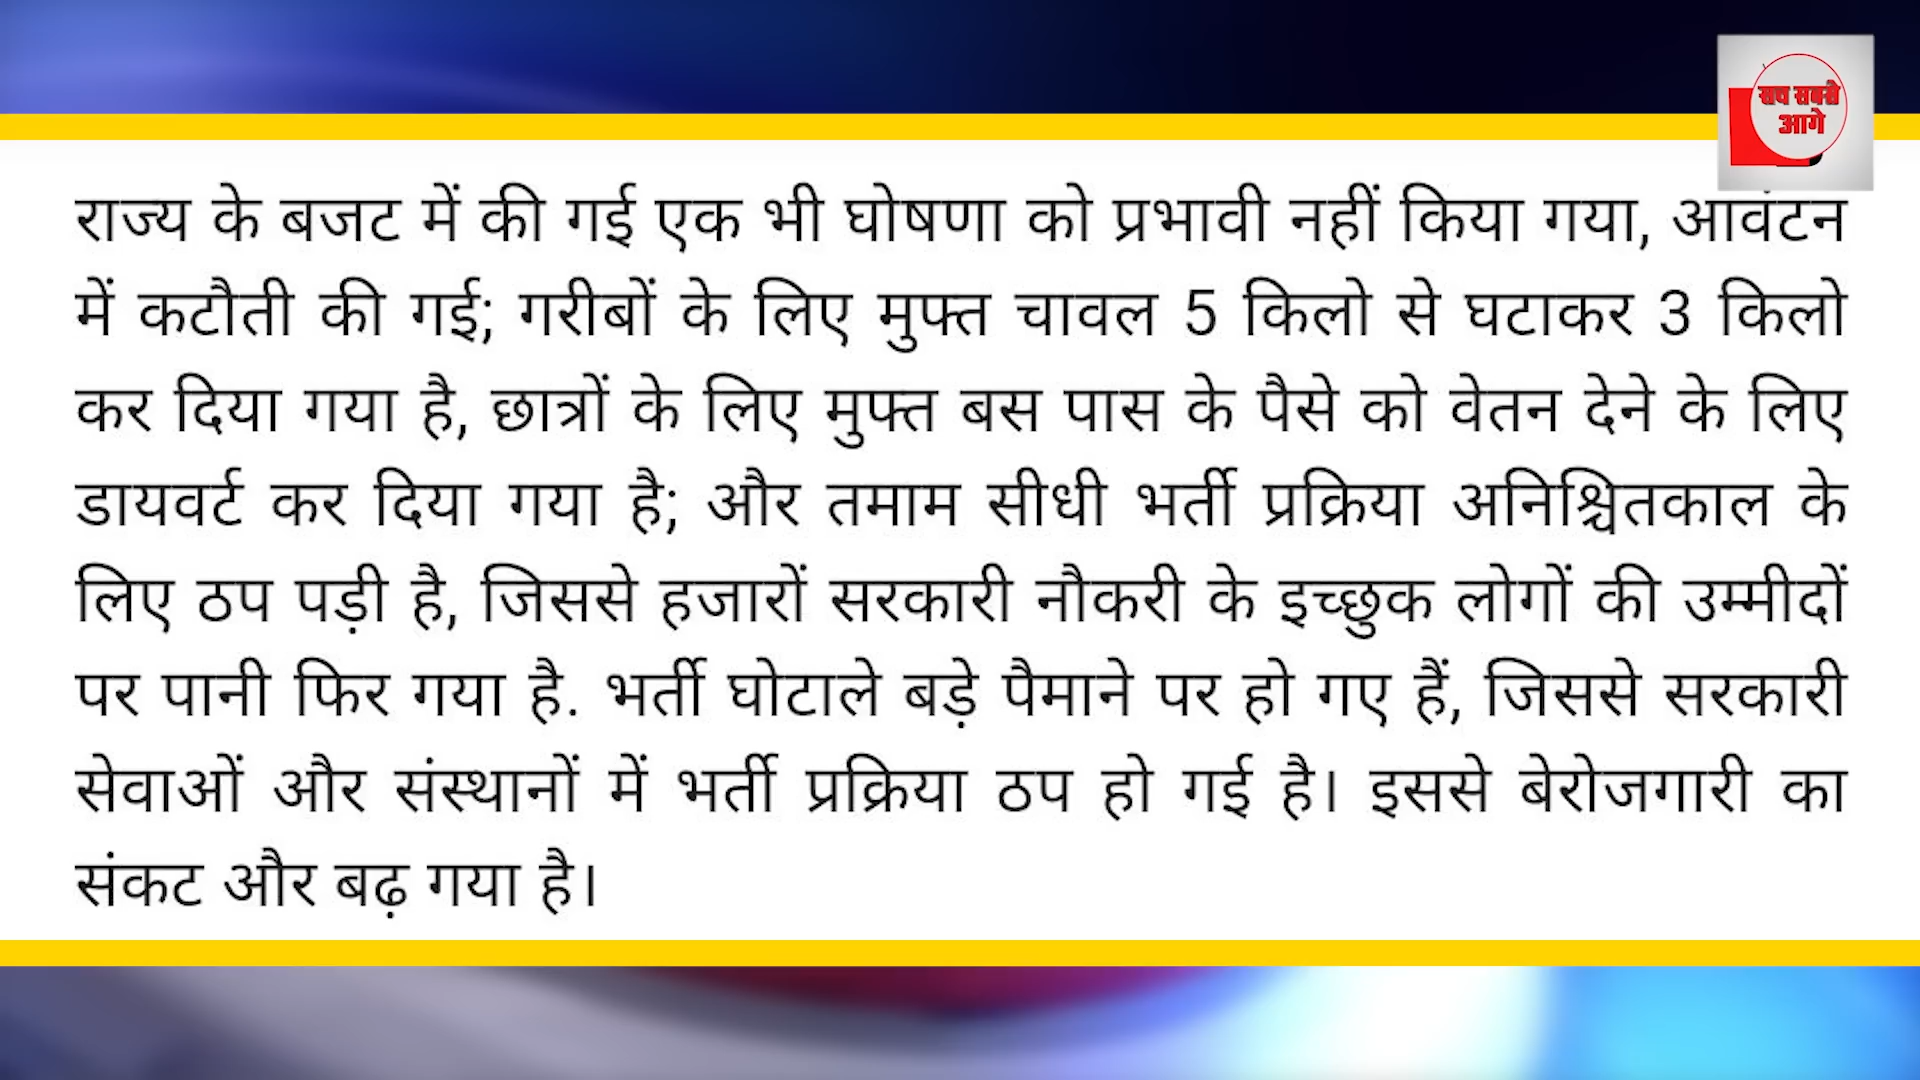 सच सबसे
आगे
राज्य के बजट में की गई एक भी घोषणा को प्रभावी नहीं किया गया, आवंटन
में कटौती की गई; गरीबों के लिए मुफ्त चावल 5 किलो से घटाकर 3 किलो
कर दिया गया है, छात्रों के लिए मुफ्त बस पास के पैसे को वेतन देने के लिए
डायवर्ट कर दिया गया है; और तमाम सीधी भर्ती प्रक्रिया अनिश्चितकाल के
लिए ठप पड़ी है, जिससे हजारों सरकारी नौकरी के इच्छुक लोगों की उम्मीदों
पर पानी फिर गया है. भर्ती घोटाले बड़े पैमाने पर हो गए हैं, जिससे सरकारी
सेवाओं और संस्थानों में भर्ती प्रक्रिया ठप हो गई है। इससे बेरोजगारी का
संकट और बढ़ गया है।